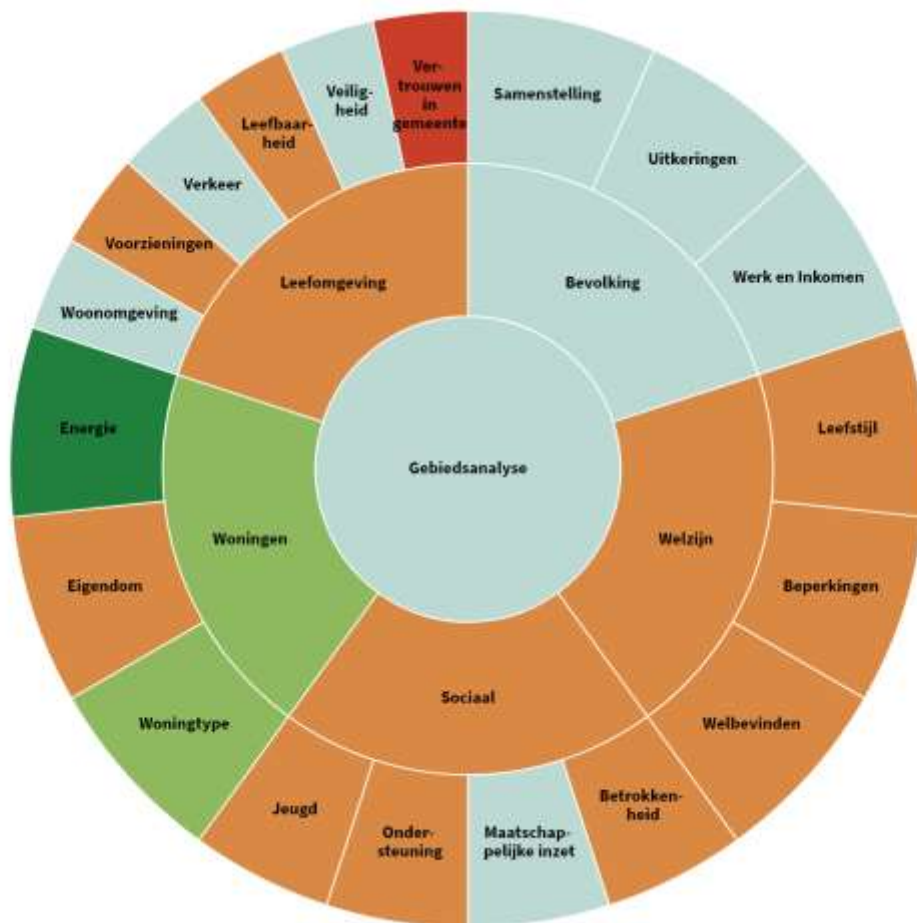 Ver-
trouwen
in
gemeente
Samenstelling
Veilig-
heid
Leefbaar-
heid
Uitkeringen
Verkeer
Voorzieningen
Leefomgeving
Bevolking
Werk en Inkomen
Woonomgeving
Energie
Leefstijl
Gebiedsanalyse
Woningen
Welzijn
Eigendom
Beperkingen
Sociaal
Woningtype
Welbevinden
Jeugd
Onder-
steuning
Maatschap-
pelijke inzet
Betrokken-
heid